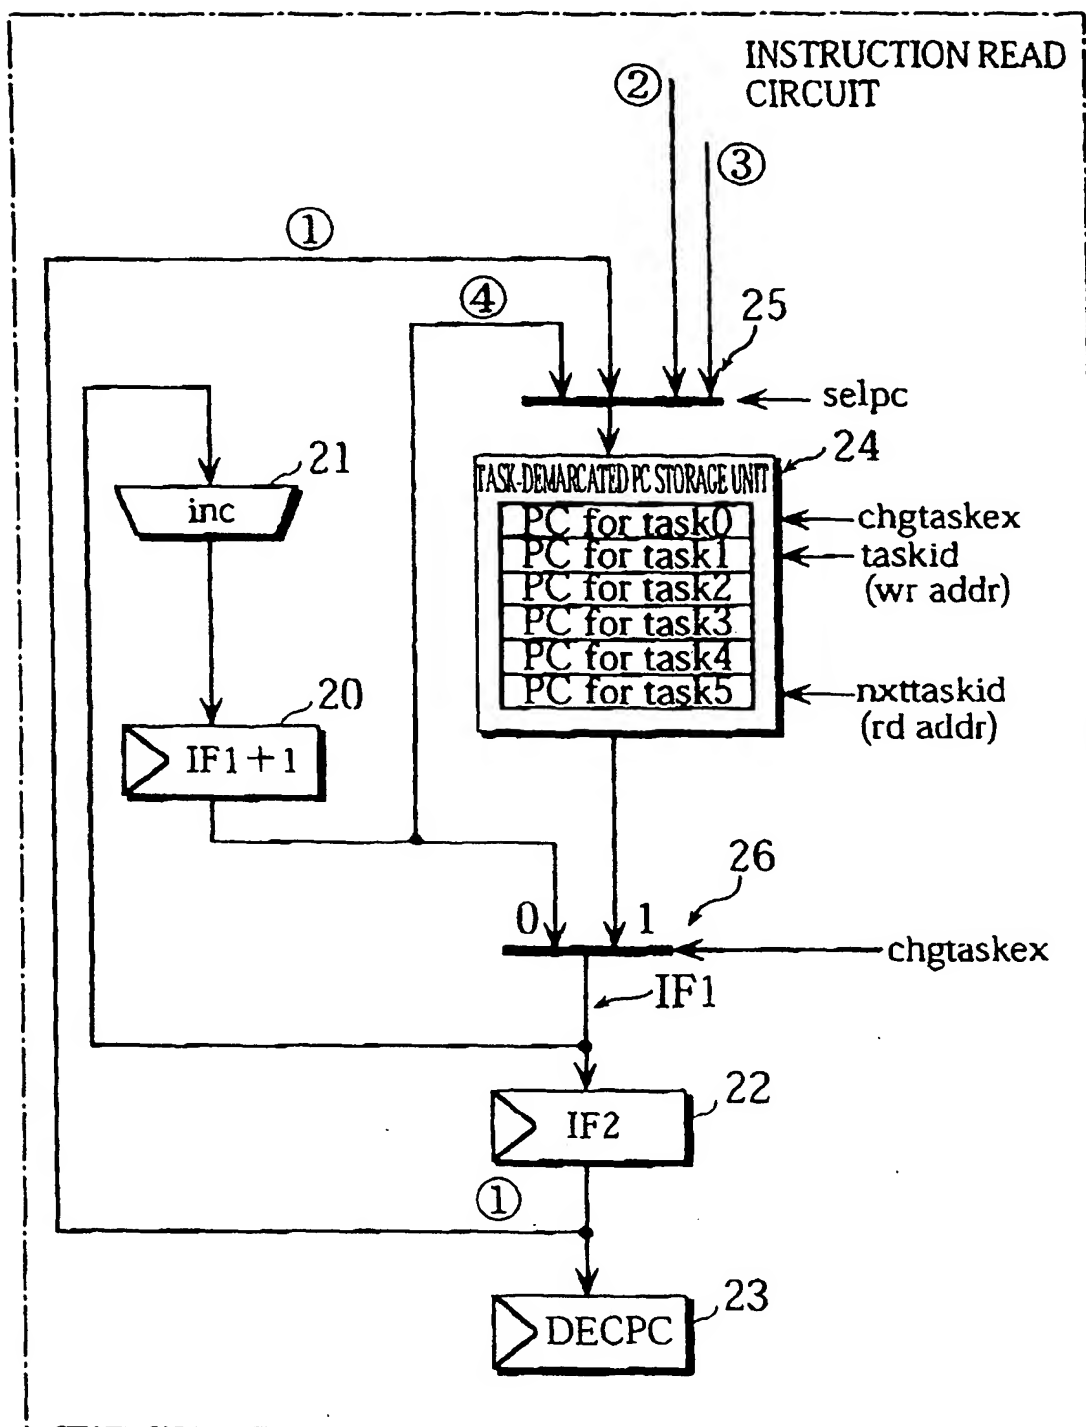 INSTRUCTION READ
CIRCUIT
②
③
①
④
25
selpc
24
21
TASK-DEMARCATED PC STORAGE UNIT
inc
PC for task0
chgtaskex
PC for task1
taskid
(wr addr)
PC for task2
PC for task3
PC for task4
PC for task5
nxttaskid
(rd addr)
20
IF1+1
26
0
1
chgtaskex
IF1
22
IF2
①
23
DECPC